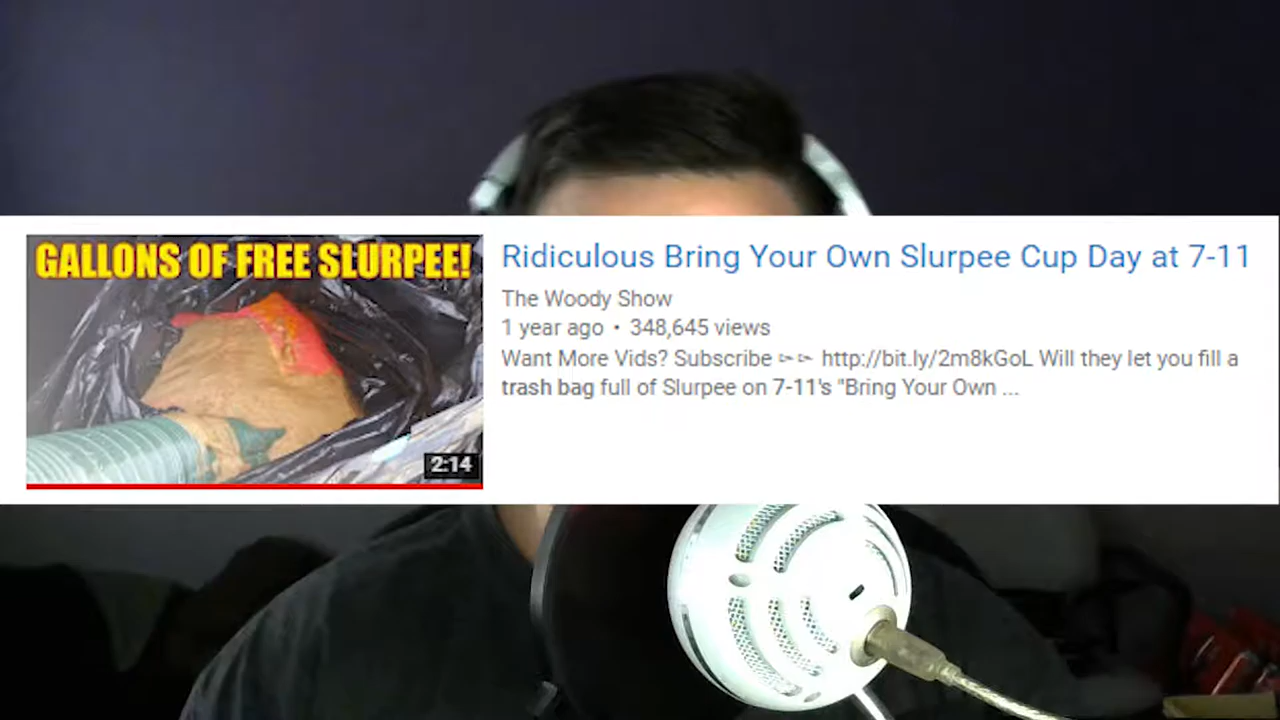 GALLONS OF FREE SLURPEE!
2:14
Ridiculous Bring Your Own Slurpee Cup Day at 7-11
The Woody Show
1 year ago • 348,645 views
Want More Vids? Subscribe ➣➣ http://bit.ly/2m8kGoL Will they let you fill a
trash bag full of Slurpee on 7-11's "Bring Your Own ...